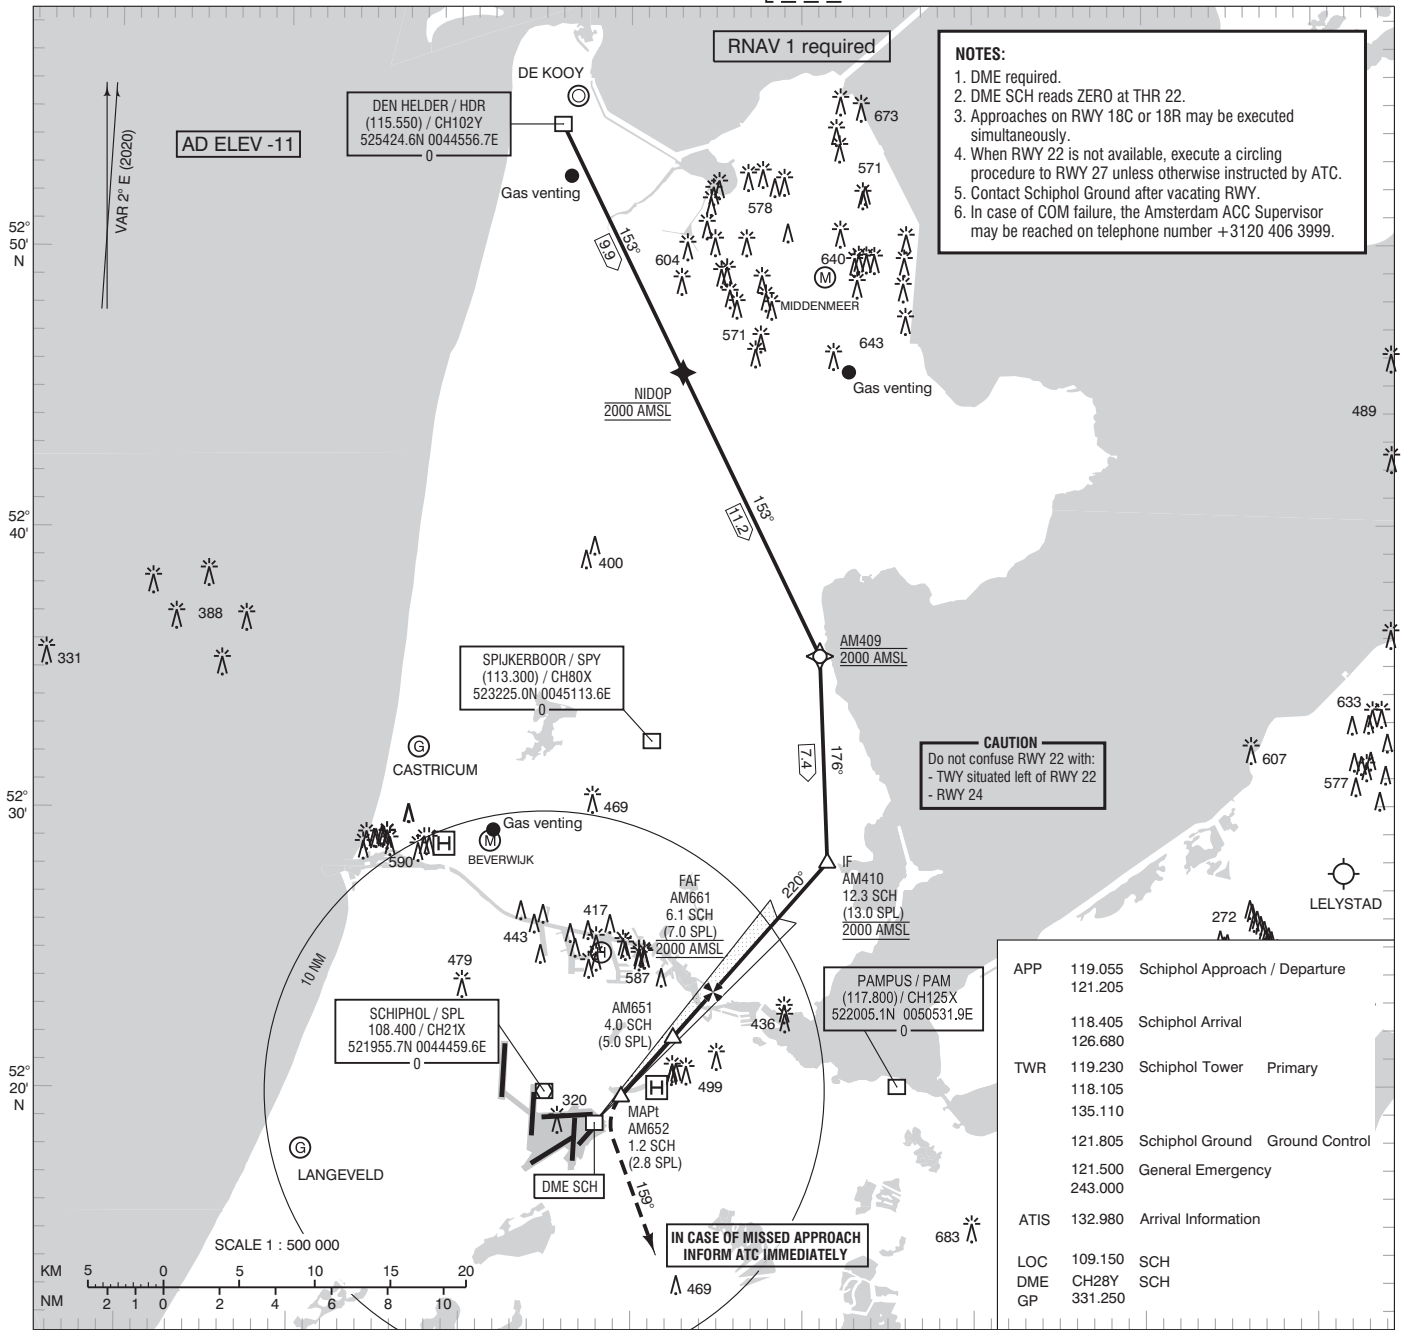 RNAV 1 required
NOTES:
1. DME required.
2. DME SCH reads ZERO at THR 22.
3. Approaches on RWY 18C or 18R may be executed
simultaneously.
4. When RWY 22 is not available, execute a circling
procedure to RWY 27 unless otherwise instructed by ATC.
5. Contact Schiphol Ground after vacating RWY.
6. In case of COM failure, the Amsterdam ACC Supervisor
may be reached on telephone number +3120 406 3999.
DE KOOY
DEN HELDER / HDR
(115.550) / CH102Y
525424.6N 0044556.7E
0
AD ELEV -11
VAR 2° E (2020)
Gas venting
673
571
578
52°
50'
N
9.9
153°
604
640
M
MIDDENMEER
571
643
Gas venting
NIDOP
2000 AMSL
489
52°
40'
11.2
153°
400
388
331
AM409
2000 AMSL
SPIJKERBOOR / SPY
(113.300) / CH80X
523225.0N 0045113.6E
0
633
G
CASTRICUM
7.4
176°
CAUTION
Do not confuse RWY 22 with:
- TWY situated left of RWY 22
- RWY 24
607
577
52°
30'
469
Gas venting
590
H
M
BEVERWIJK
IF
AM410
12.3 SCH
(13.0 SPL)
2000 AMSL
220°
FAF
AM661
6.1 SCH
(7.0 SPL)
2000 AMSL
LELYSTAD
272
417
443
H
587
479
10 NM
PAMPUS / PAM
(117.800) / CH125X
522005.1N 0050531.9E
0
SCHIPHOL / SPL
108.400 / CH21X
521955.7N 0044459.6E
0
AM651
4.0 SCH
(5.0 SPL)
436
52°
20'
N
499
H
320
MAPt
AM652
1.2 SCH
(2.8 SPL)
G
LANGEVELD
DME SCH
159°
IN CASE OF MISSED APPROACH
INFORM ATC IMMEDIATELY
683
469
APP 119.055 Schiphol Approach / Departure
121.205
118.405 Schiphol Arrival
126.680
TWR 119.230 Schiphol Tower Primary
118.105
135.110
121.805 Schiphol Ground Ground Control
121.500 General Emergency
243.000
ATIS 132.980 Arrival Information
LOC 109.150 SCH
DME CH28Y SCH
GP 331.250
SCALE 1 : 500 000
KM 5 0 5 10 15 20
NM 2 1 0 2 4 6 8 10